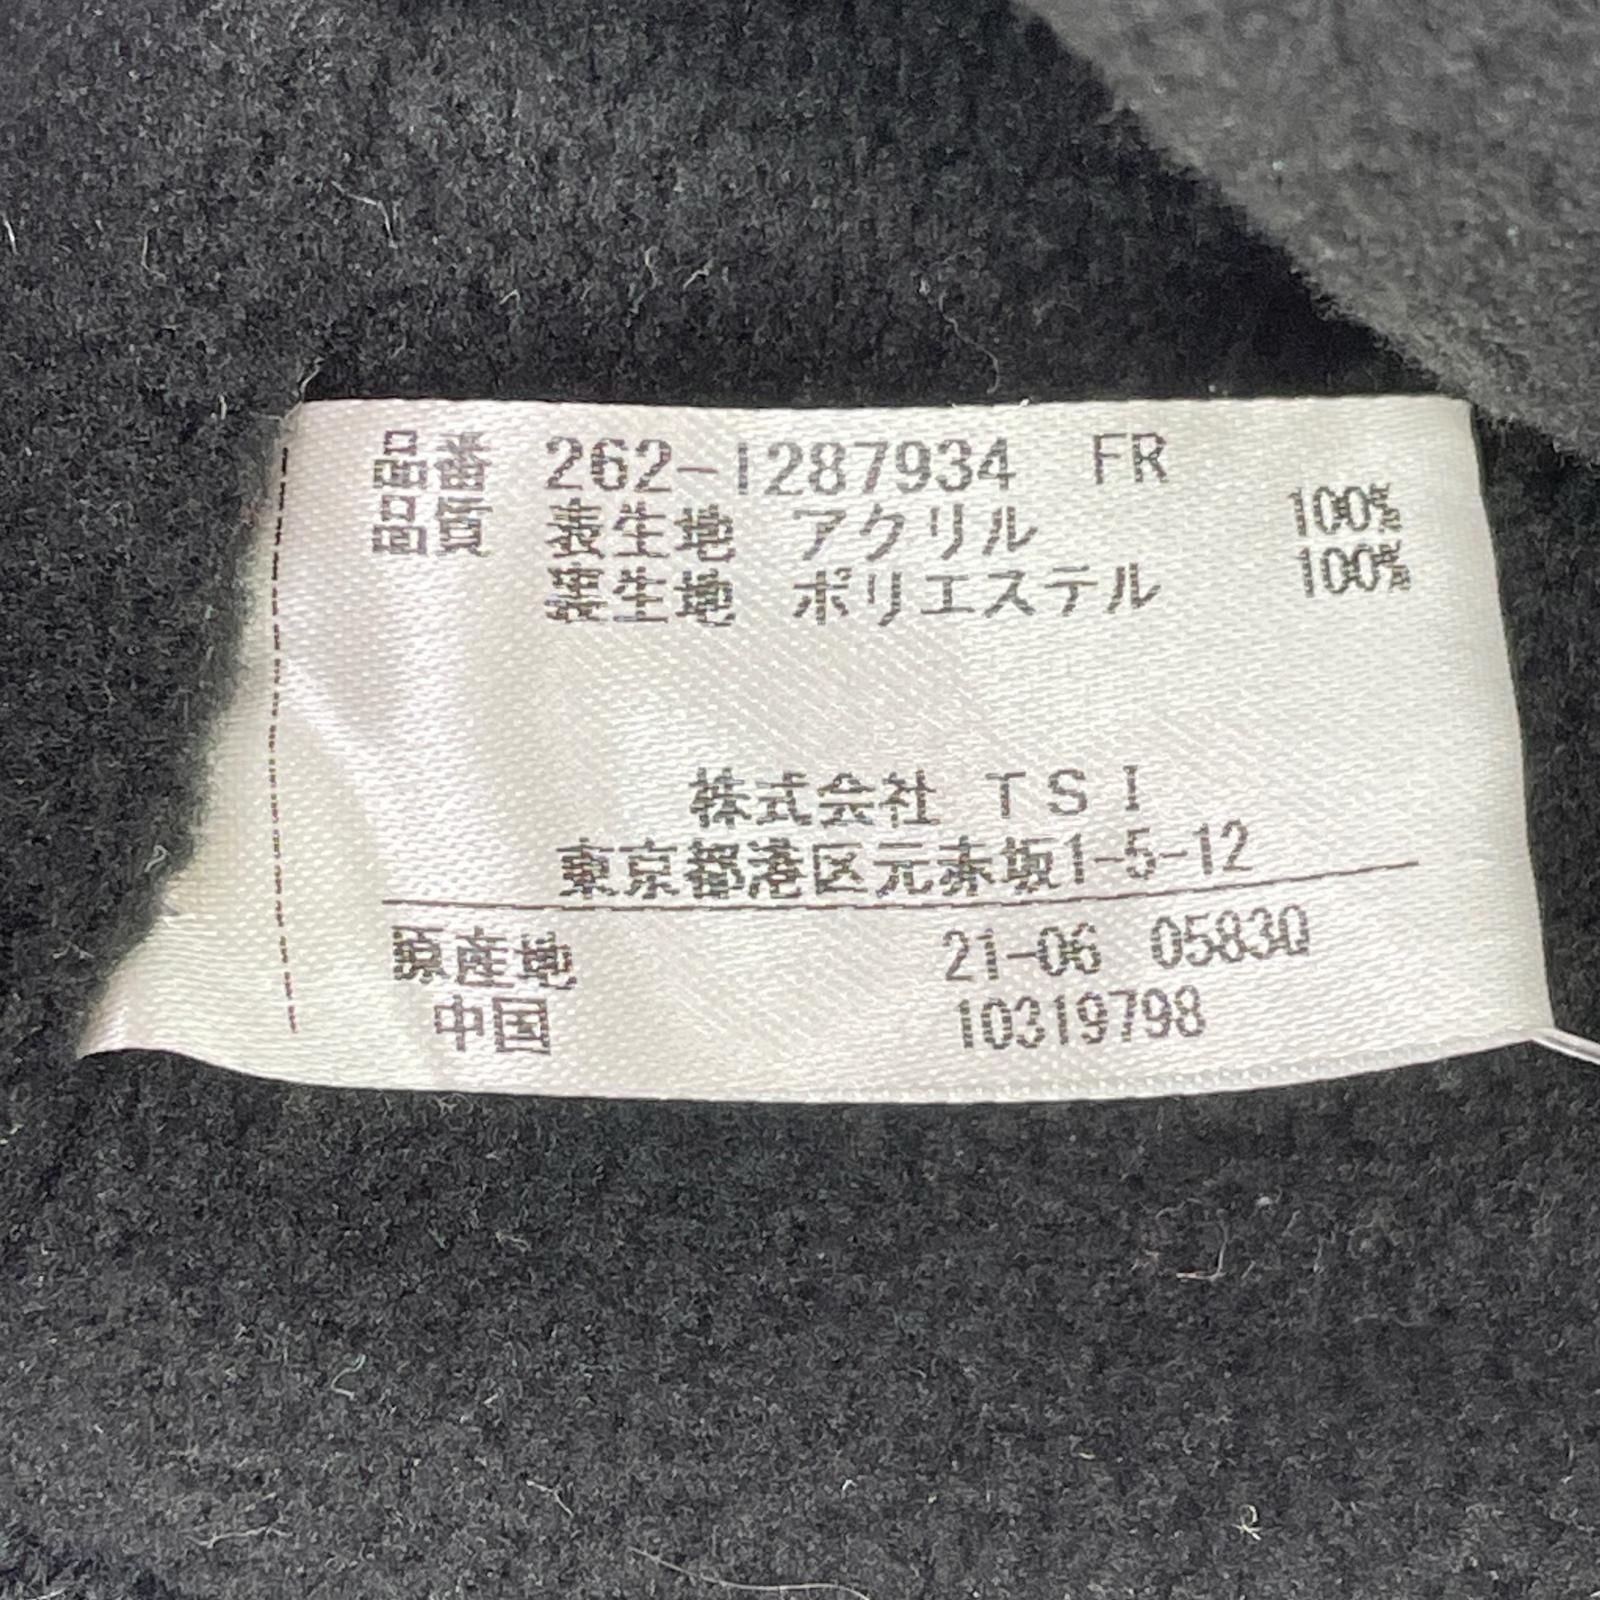 品番 262-1287934 FR
品質 表生地 アクリル 100%
裏生地 ポリエステル 100%
株式会社 TSI
東京都港区元赤坂1-5-12
原産地 21-06 0583Q
中国 10319798